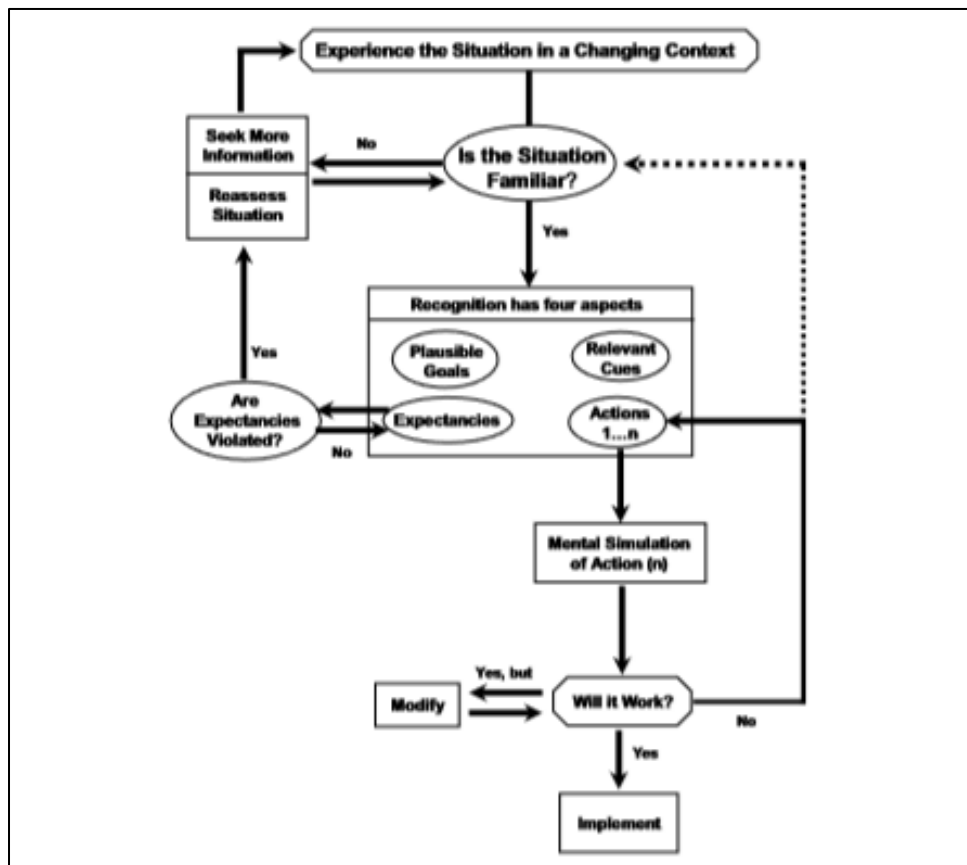 Experience the Situation in a Changing Context
Seek More
Information
No
Is the Situation
Familiar?
Reassess
Situation
Yes
Recognition has four aspects
Plausible
Goals
Relevant
Cues
Yes
Are
Expectancies
Violated?
Expectancies
Actions
1...n
No
Mental Simulation
of Action (n)
Yes, but
Modify
Will it Work?
No
Yes
Implement